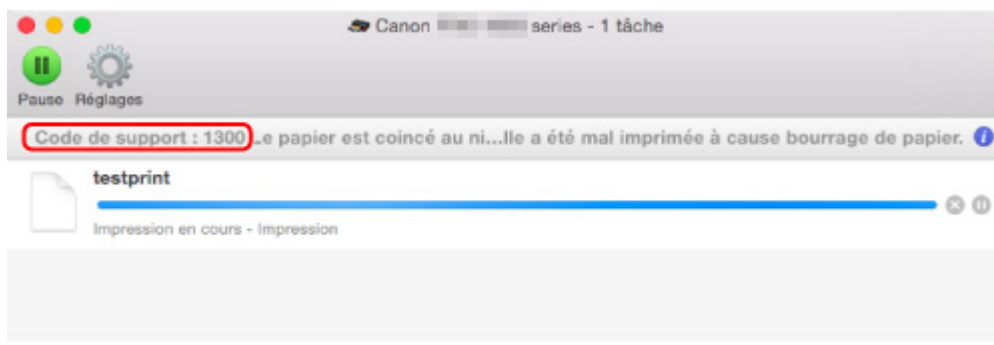 Canon series - 1 tâche
Pause Réglages
Code de support : 1300 Le papier est coincé au ni...lle a été mal imprimée à cause bourrage de papier.
testprint
Impression en cours - Impression